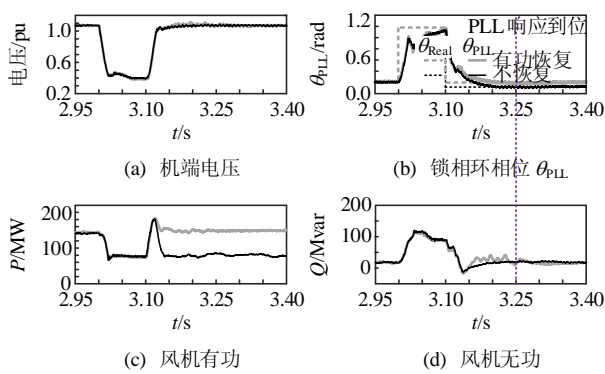 1.0
0.6
0.2
电压/pu
2.95 3.10 3.25 3.40
t/s
(a) 机端电压
1.2
0.6
0.0
θPLL/rad
PLL 响应到位
θReal θPLL
有功恢复
不恢复
2.95 3.10 3.25 3.40
t/s
(b) 锁相环相位 θPLL
200
100
0
P/MW
2.95 3.10 3.25 3.40
t/s
(c) 风机有功
200
100
0
Q/Mvar
2.95 3.10 3.25 3.40
t/s
(d) 风机无功